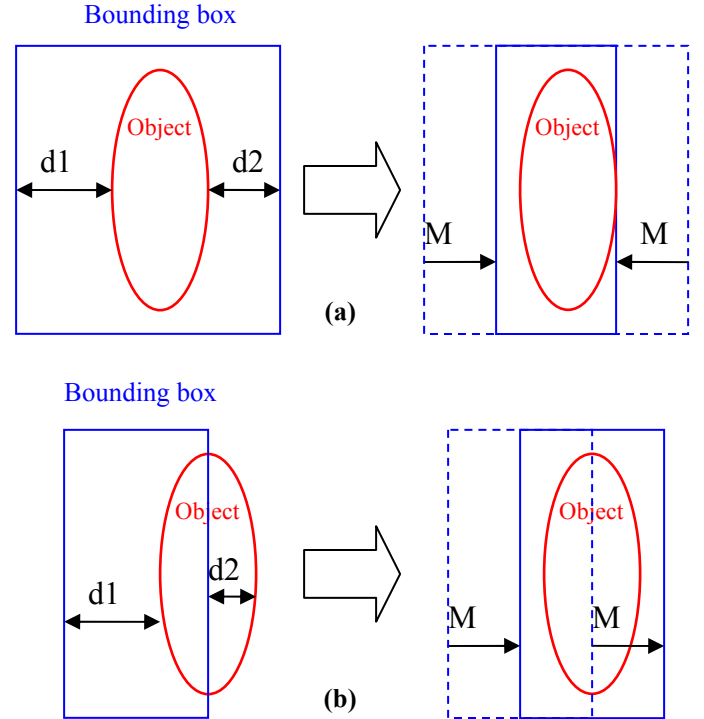 Bounding box
Object
d1
d2
Object
M
M
(a)
Bounding box
Object
d2
d1
Object
M
M
(b)